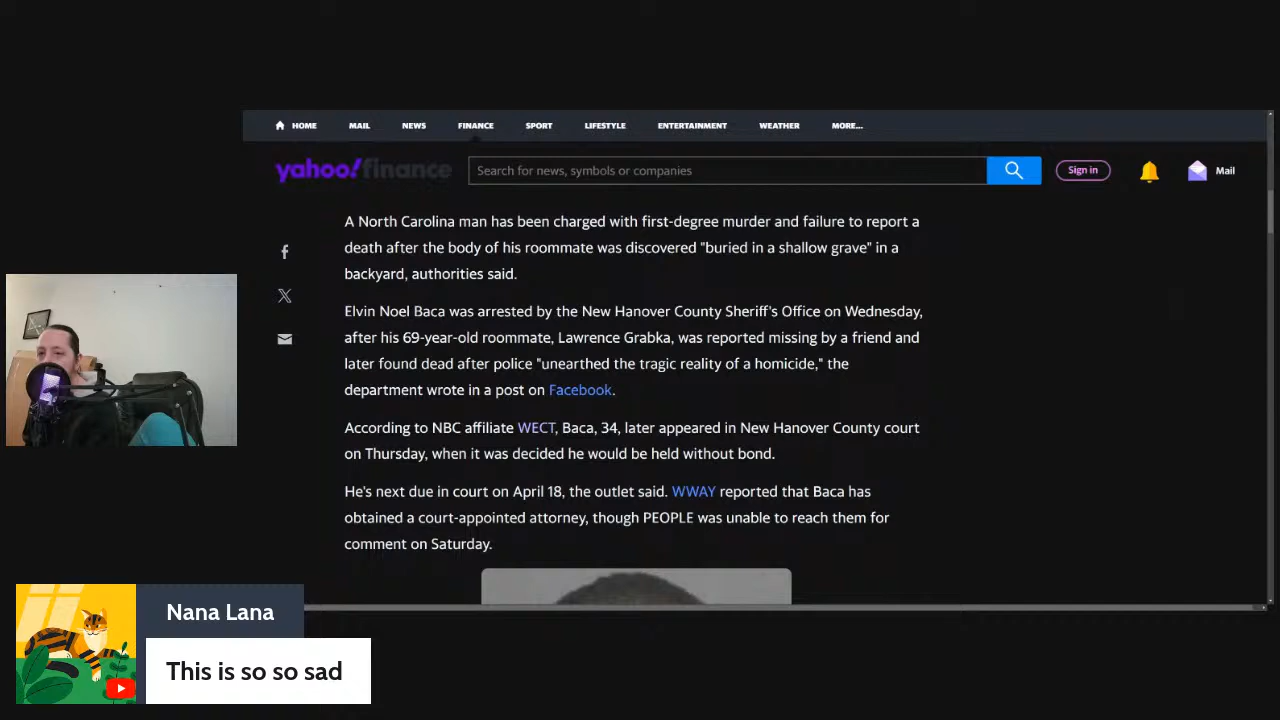 HOME MAIL NEWS FINANCE SPORT LIFESTYLE ENTERTAINMENT WEATHER MORE...
yahoo!finance Search for news, symbols or companies Sign in Mail
A North Carolina man has been charged with first-degree murder and failure to report a
death after the body of his roommate was discovered "buried in a shallow grave" in a
backyard, authorities said.
Elvin Noel Baca was arrested by the New Hanover County Sheriff's Office on Wednesday,
after his 69-year-old roommate, Lawrence Grabka, was reported missing by a friend and
later found dead after police "unearthed the tragic reality of a homicide," the
department wrote in a post on Facebook.
According to NBC affiliate WECT, Baca, 34, later appeared in New Hanover County court
on Thursday, when it was decided he would be held without bond.
He's next due in court on April 18, the outlet said. WWAY reported that Baca has
obtained a court-appointed attorney, though PEOPLE was unable to reach them for
comment on Saturday.
Nana Lana
This is so so sad